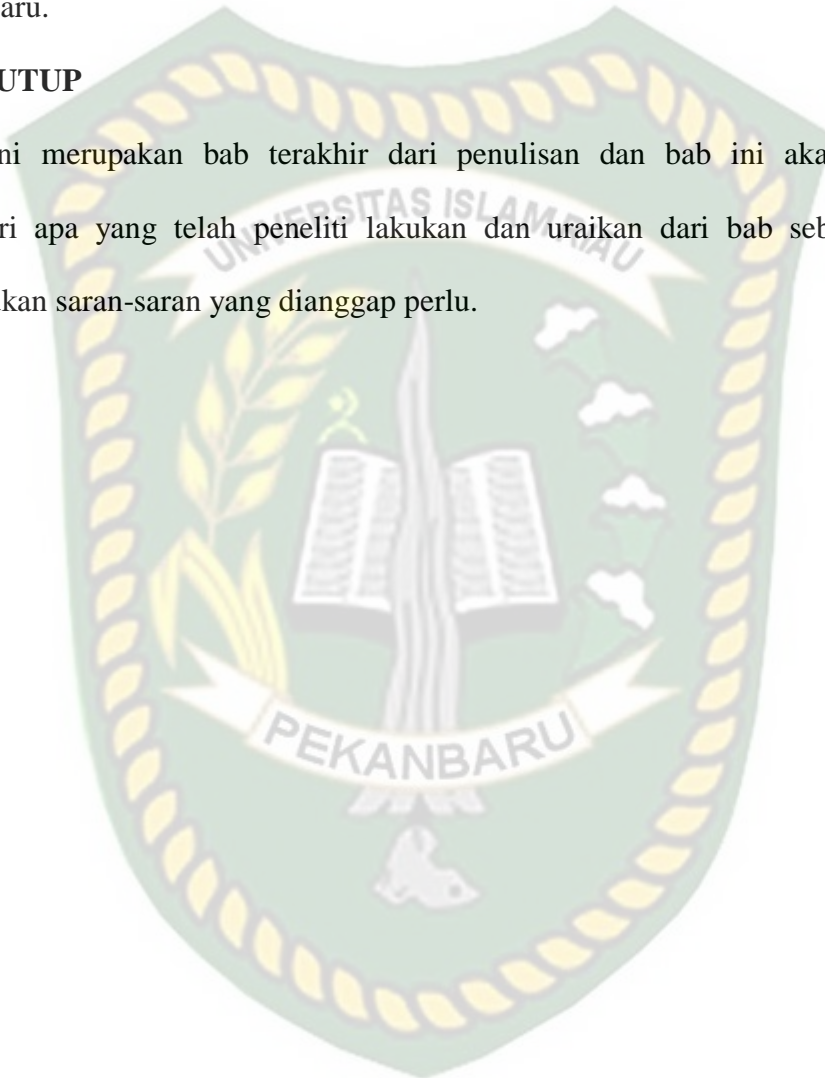 aru.
UTUP
ni merupakan bab terakhir dari penulisan dan bab ini aka
UNIVERSITAS ISLAM RIAU
ri apa yang telah peneliti lakukan dan uraikan dari bab seb
kan saran-saran yang dianggap perlu.
PEKANBARU